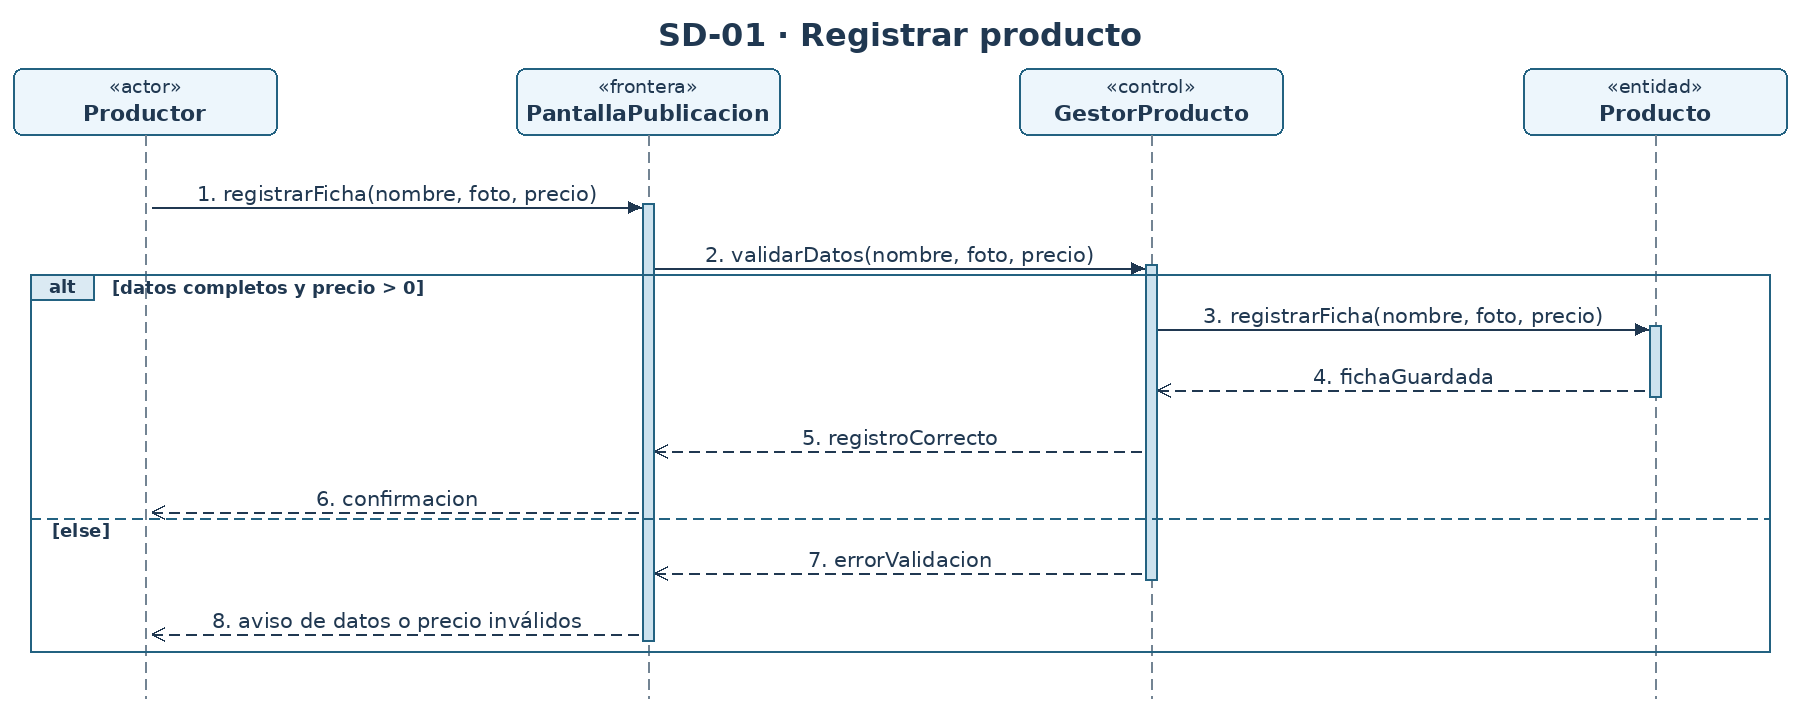 SD-01 · Registrar producto
«actor»
Productor
«frontera»
PantallaPublicacion
«control»
GestorProducto
«entidad»
Producto
1. registrarFicha(nombre, foto, precio)
2. validarDatos(nombre, foto, precio)
alt
[datos completos y precio > 0]
3. registrarFicha(nombre, foto, precio)
4. fichaGuardada
5. registroCorrecto
6. confirmacion
[else]
7. errorValidacion
8. aviso de datos o precio inválidos